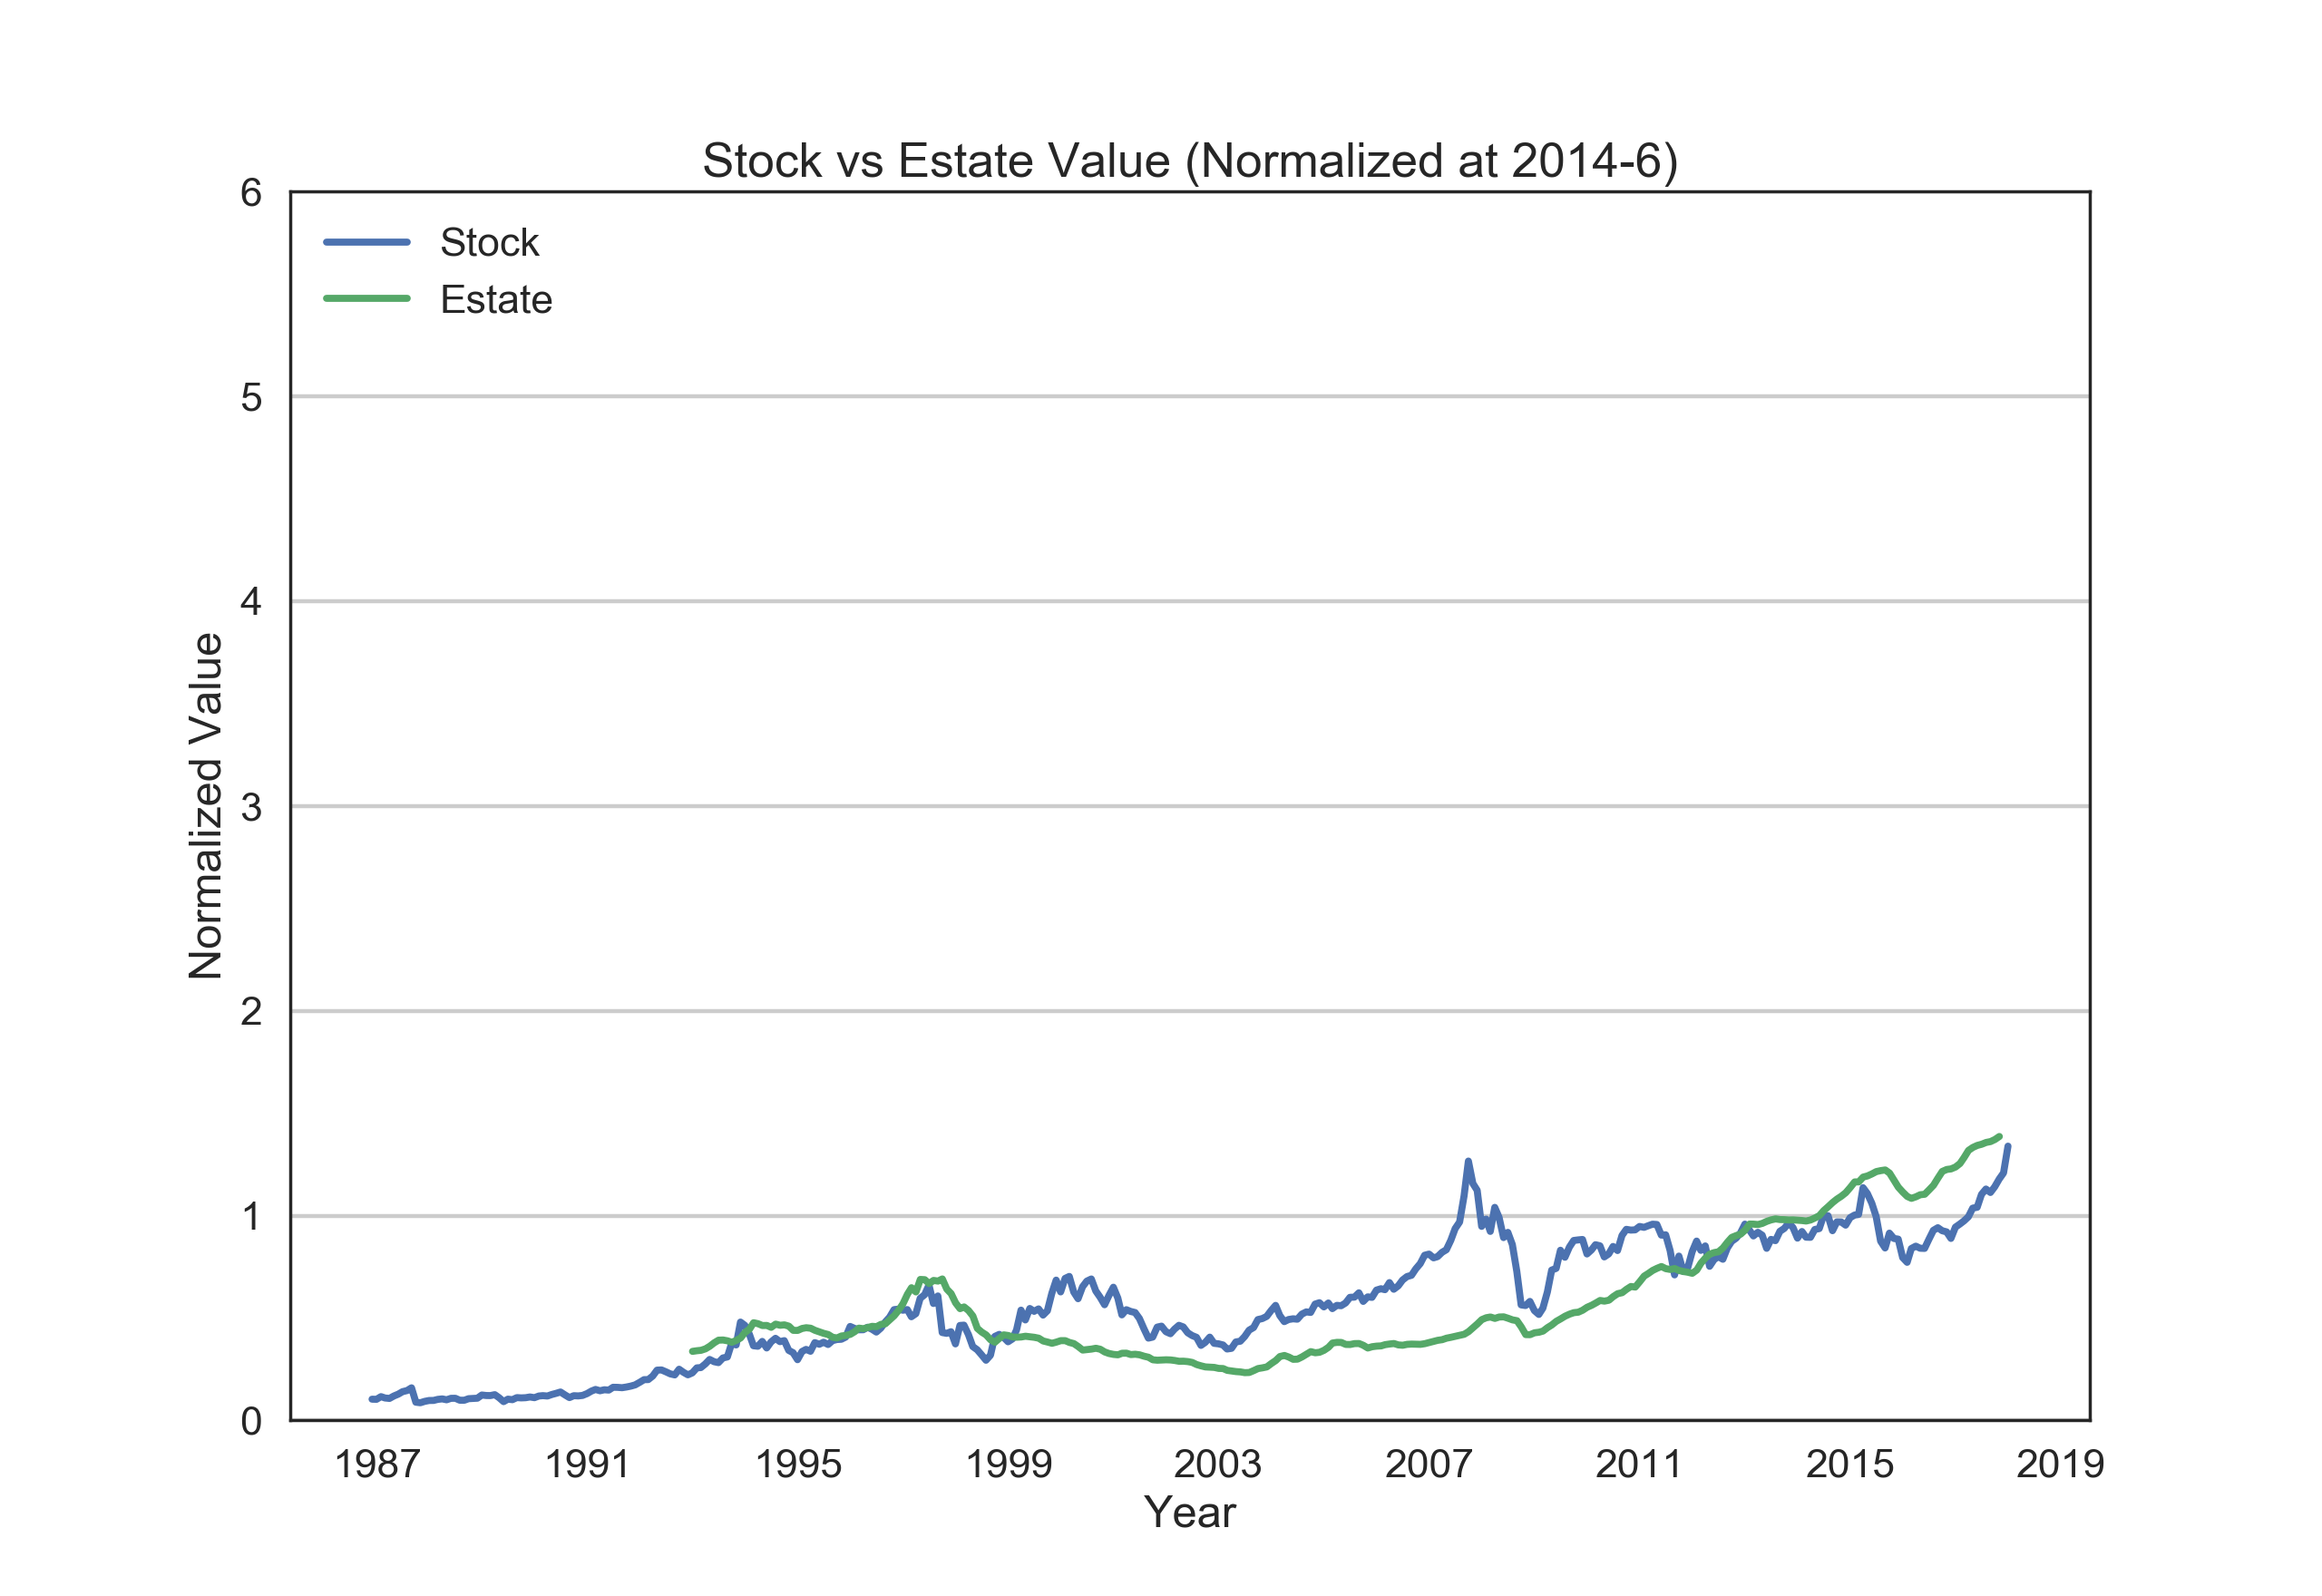 Stock vs Estate Value (Normalized at 2014-6)
6
Stock
Estate
5
4
3
2
1
0
Normalized Value
1987 1991 1995 1999 2003 2007 2011 2015 2019
Year